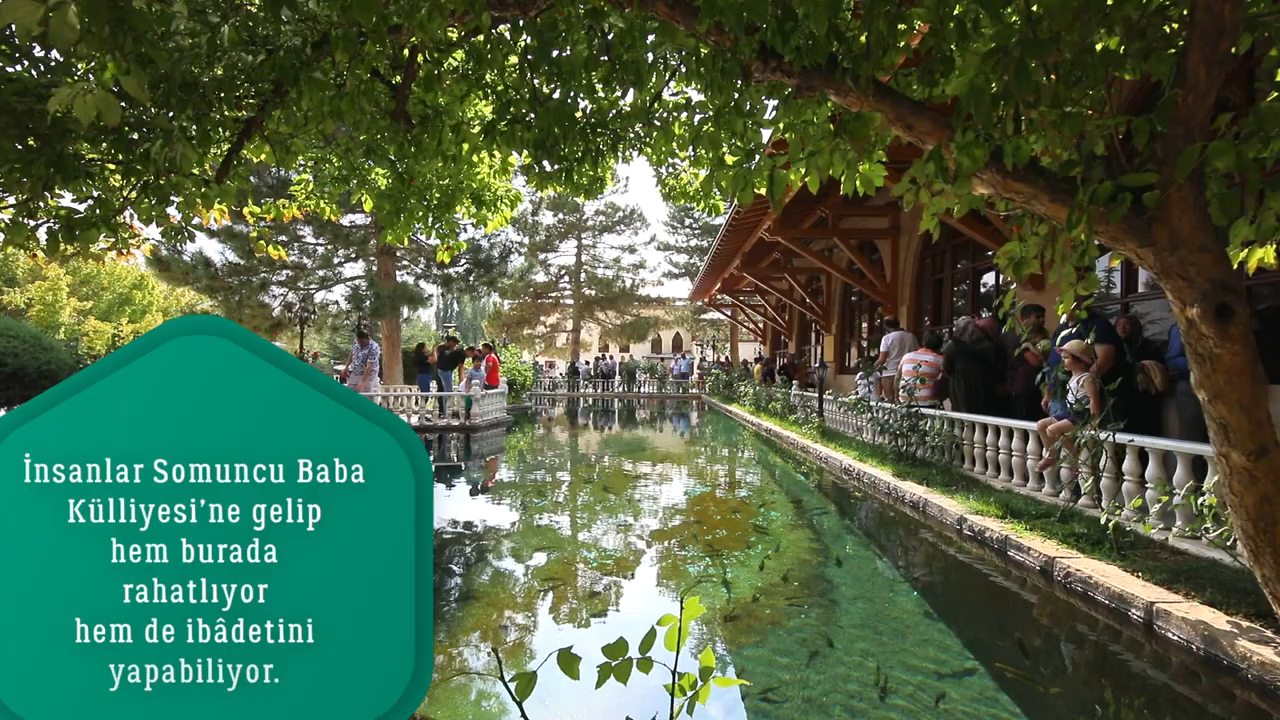 İnsanlar Somuncu Baba
Külliyesi'ne gelip
hem burada
rahatlıyor
hem de ibâdetini
yapabiliyor.